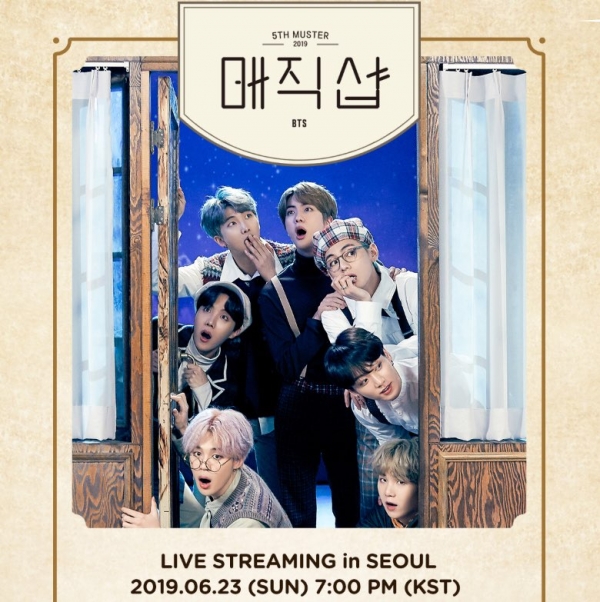 5TH MUSTER
2019
매직샵
BTS
LIVE STREAMING in SEOUL
2019.06.23 (SUN) 7:00 PM (KST)